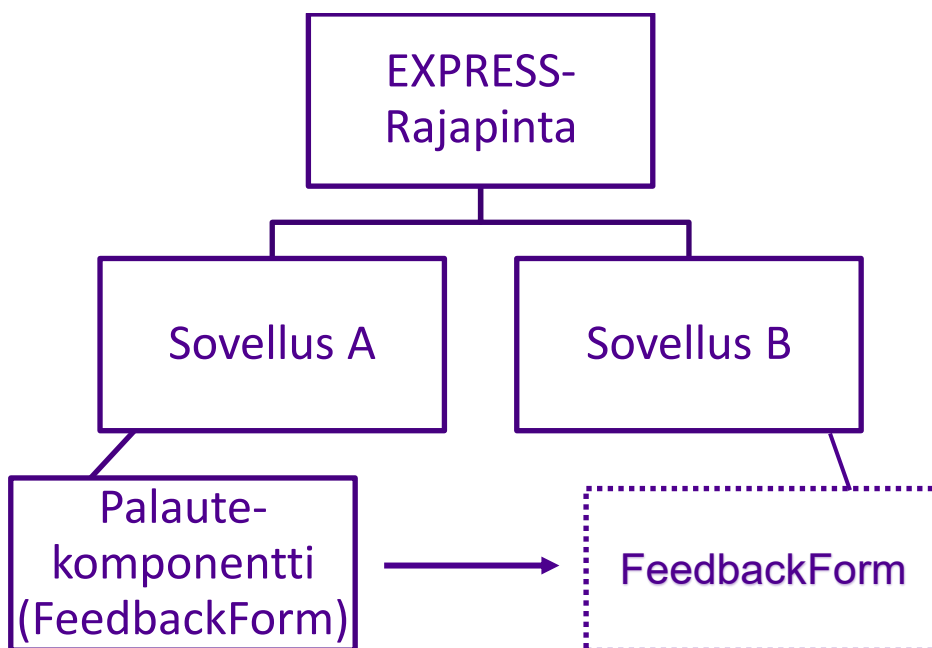 EXPRESS-
Rajapinta
Sovellus A
Sovellus B
Palaute-
komponentti
(FeedbackForm)
FeedbackForm